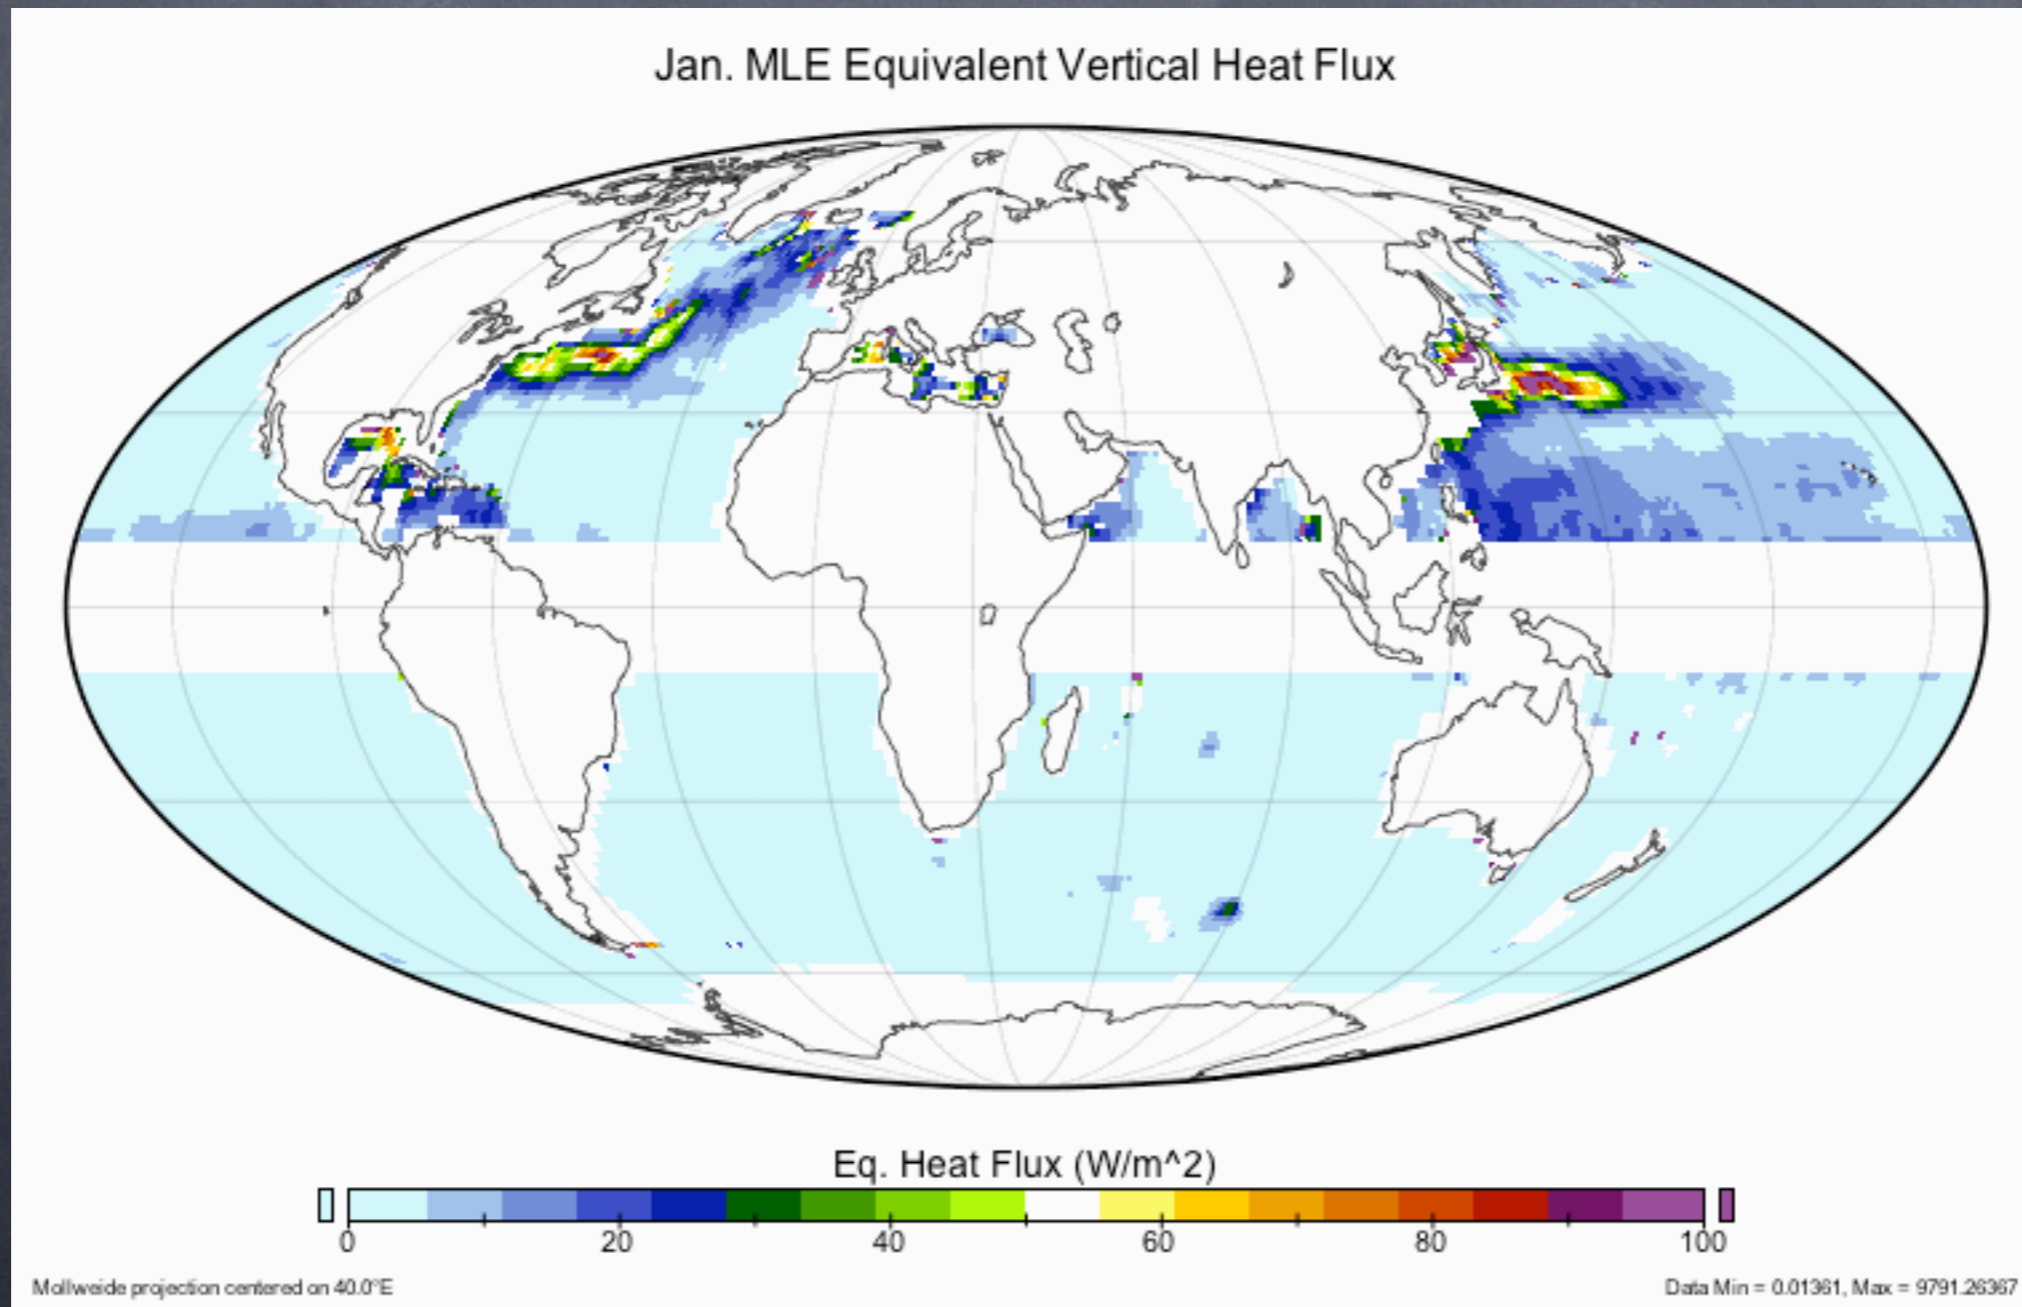 Jan. MLE Equivalent Vertical Heat Flux
Eq. Heat Flux (W/m^2)
0 20 40 60 80 100
Mollweide projection centered on 40.0°E
Data Min = 0.01361, Max = 9791.26367